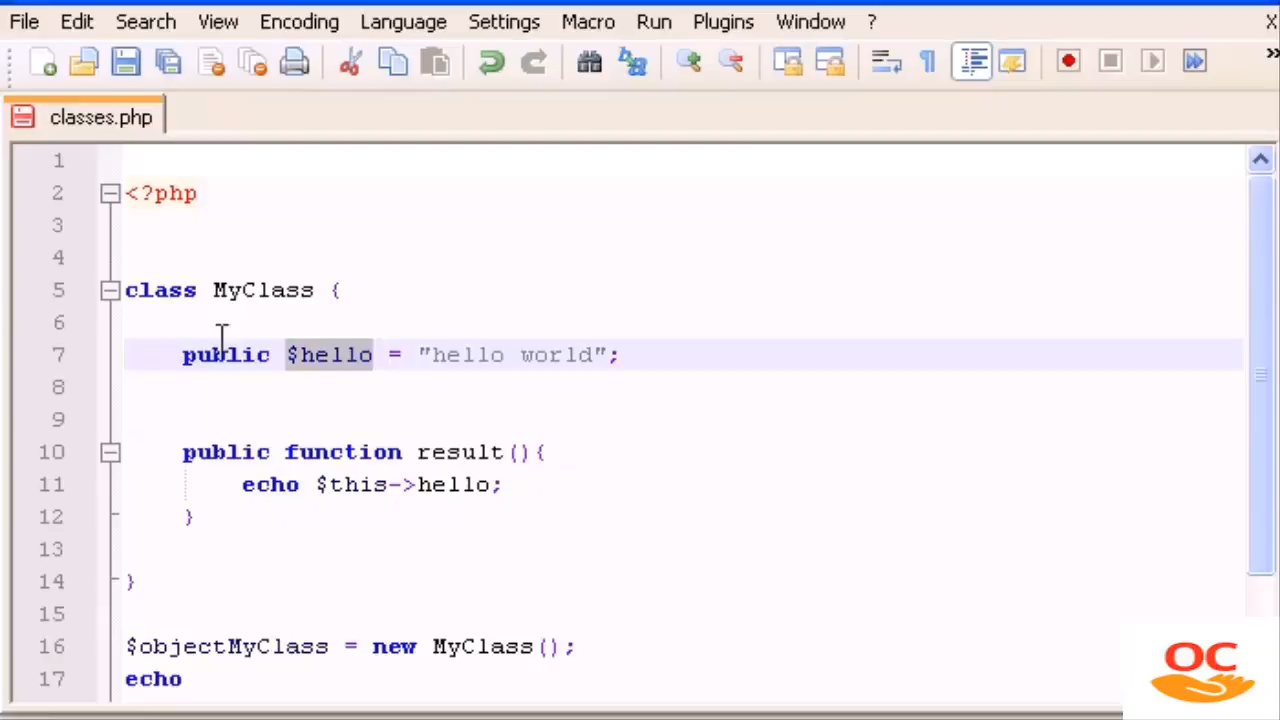 File Edit Search View Encoding Language Settings Macro Run Plugins Window ? X
classes.php
1
2 <?php
3
4
5 class MyClass {
6
7 public $hello = "hello world";
8
9
10 public function result(){
11 echo $this->hello;
12 }
13
14 }
15
16 $objectMyClass = new MyClass();
17 echo
OC